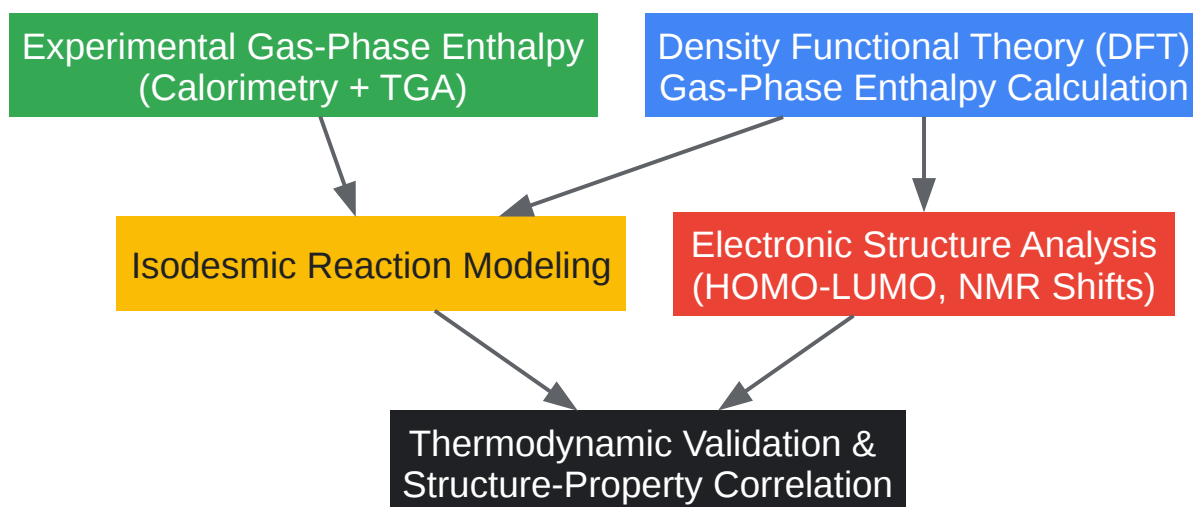 Experimental Gas-Phase Enthalpy
(Calorimetry + TGA)
Density Functional Theory (DFT)
Gas-Phase Enthalpy Calculation
Isodesmic Reaction Modeling
Electronic Structure Analysis
(HOMO-LUMO, NMR Shifts)
Thermodynamic Validation &
Structure-Property Correlation